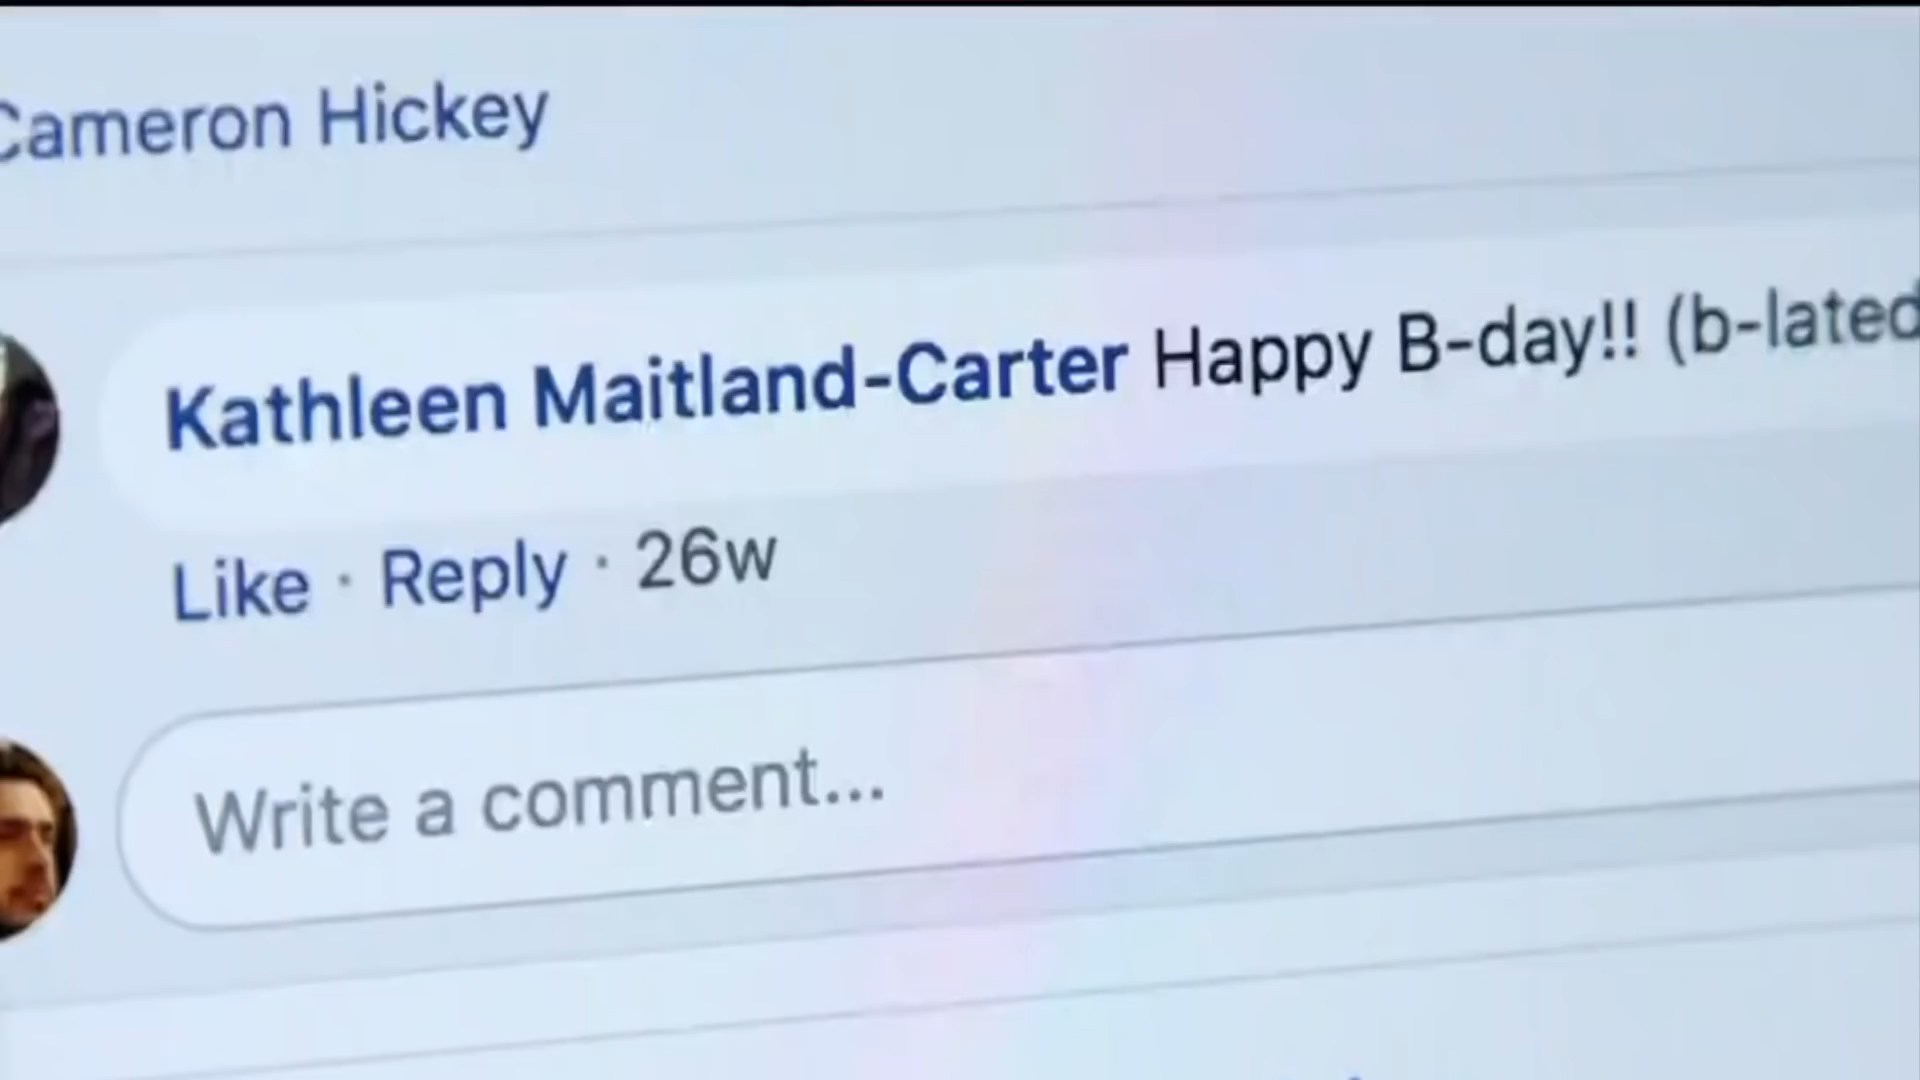 Cameron Hickey
Kathleen Maitland-Carter Happy B-day!! (b-lated
Like · Reply · 26w
Write a comment...